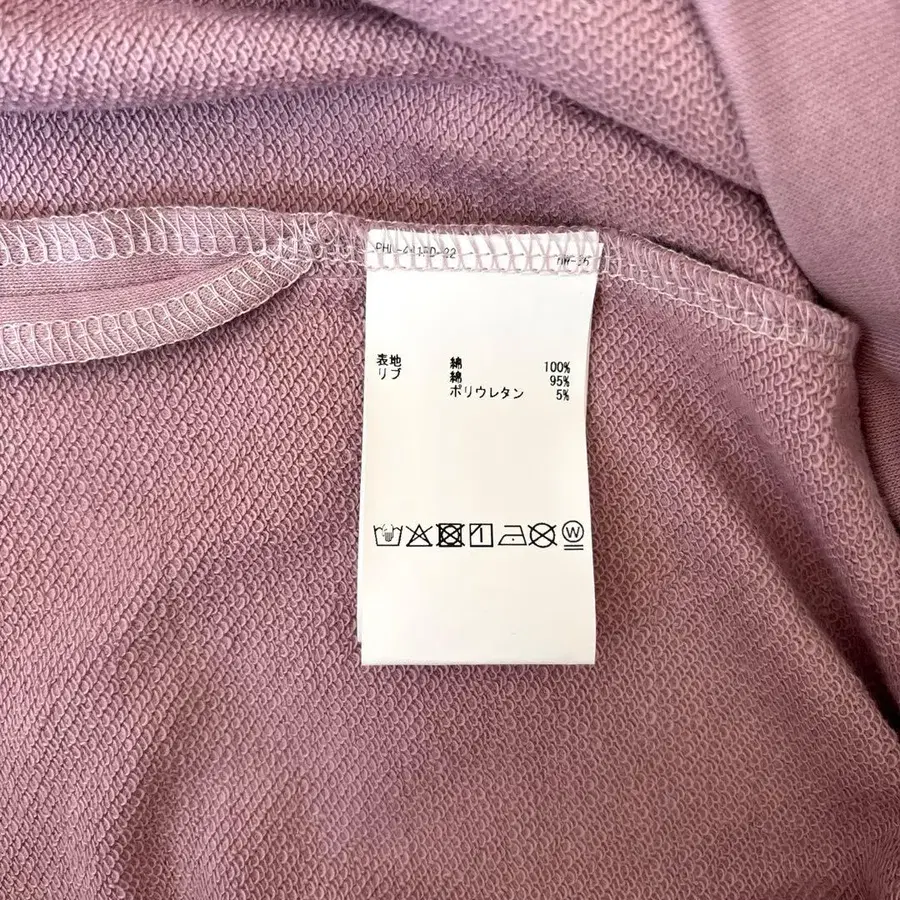 表地 綿 100%
リブ 綿 95%
ポリウレタン 5%
W